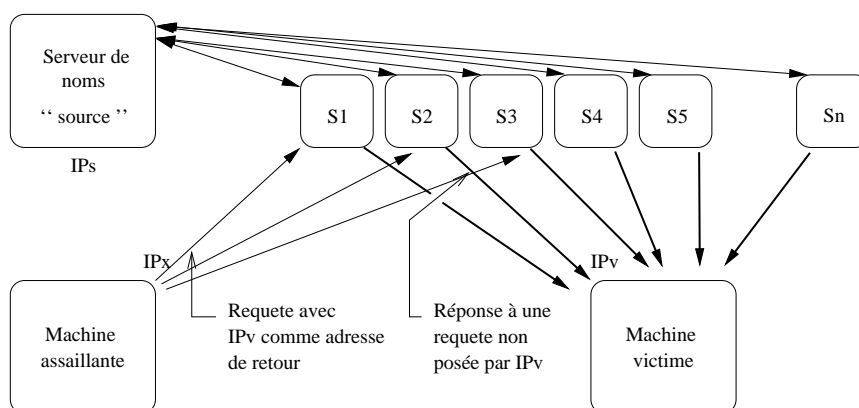 Serveur de
noms
‘‘ source ’’
IPs
S1
S2
S3
S4
S5
Sn
IPx
IPv
Machine
assaillante
Requete avec
IPv comme adresse
de retour
Réponse à une
requete non
posée par IPv
Machine
victime